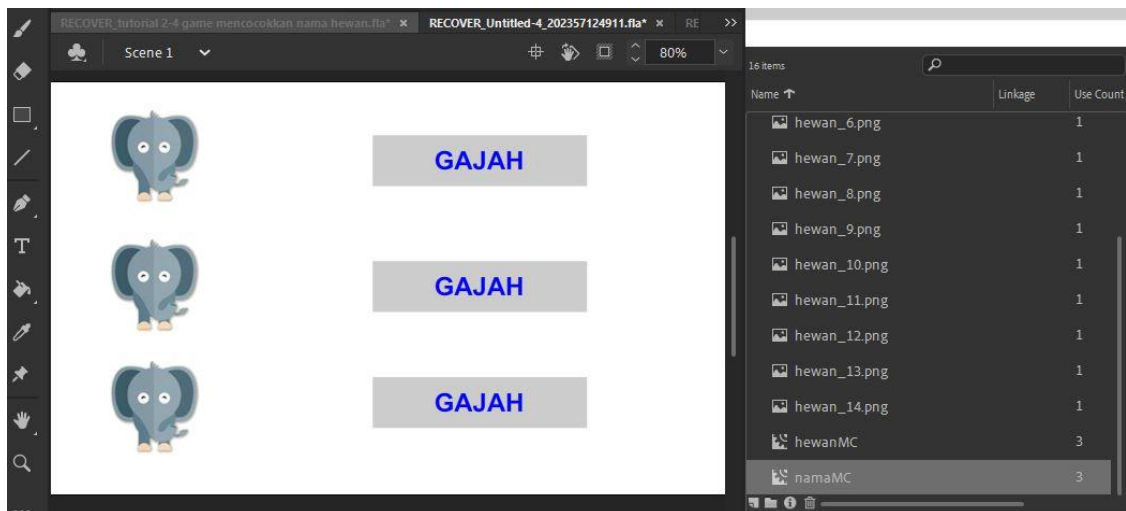 RECOVER_tutorial 2-4 game mencocokkan nama hewan.fla* × RECOVER_Untitled-4_202357124911.fla* × RE >>
Scene 1 80%
GAJAH
GAJAH
GAJAH
16 items
Name Linkage Use Count
hewan_6.png 1
hewan_7.png 1
hewan_8.png 1
hewan_9.png 1
hewan_10.png 1
hewan_11.png 1
hewan_12.png 1
hewan_13.png 1
hewan_14.png 1
hewanMC 3
namaMC 3